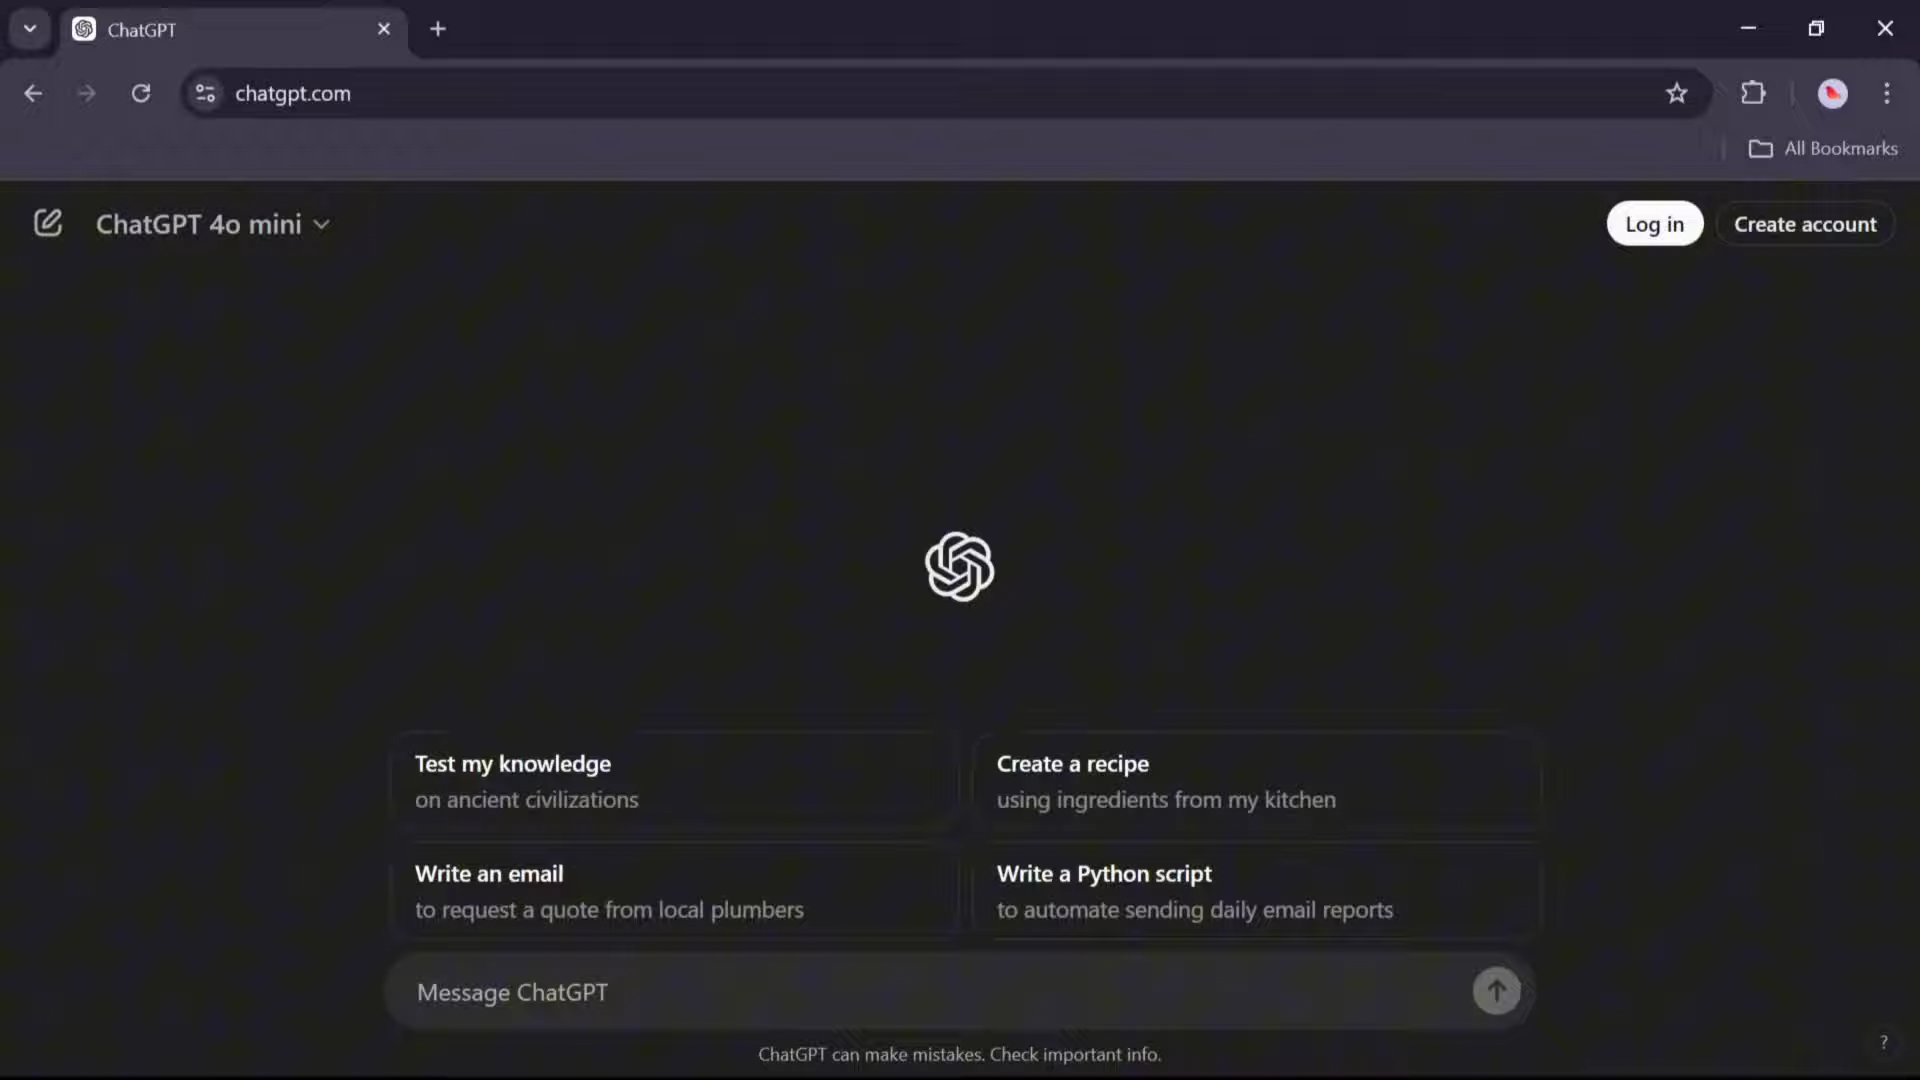 ChatGPT
chatgpt.com
All Bookmarks
ChatGPT 4o mini
Log in
Create account
Test my knowledge
on ancient civilizations
Create a recipe
using ingredients from my kitchen
Write an email
to request a quote from local plumbers
Write a Python script
to automate sending daily email reports
Message ChatGPT
ChatGPT can make mistakes. Check important info.
?